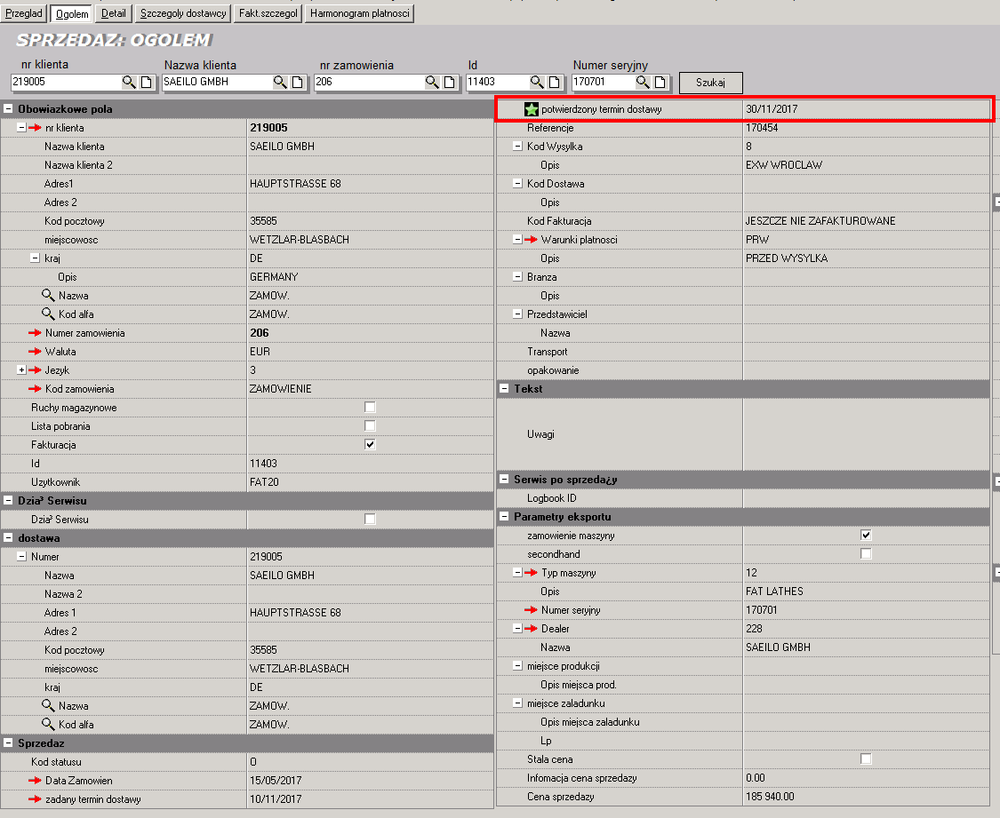 Przeglad Ogolem Detail Szczegoly dostawcy Fakt.szczegol Harmonogram platnosci
SPRZEDAZ: OGOLEM
nr klienta Nazwa klienta nr zamowienia Id Numer seryjny
219005 SAEILO GMBH 206 11403 170701 Szukaj
Obowiazkowe pola
nr klienta 219005
Nazwa klienta SAEILO GMBH
Nazwa klienta 2
Adres1 HAUPTSTRASSE 68
Adres 2
Kod pocztowy 35585
miejscowosc WETZLAR-BLASBACH
kraj DE
Opis GERMANY
Nazwa ZAMOW.
Kod alfa ZAMOW.
Numer zamowienia 206
Waluta EUR
Jezyk 3
Kod zamowienia ZAMOWIENIE
Ruchy magazynowe
Lista pobrania
Fakturacja
Id 11403
Uzytkownik FAT20
Dzia³ Serwisu
Dzia³ Serwisu
dostawa
Numer 219005
Nazwa SAEILO GMBH
Nazwa 2
Adres 1 HAUPTSTRASSE 68
Adres 2
Kod pocztowy 35585
miejscowosc WETZLAR-BLASBACH
kraj DE
Nazwa ZAMOW.
Kod alfa ZAMOW.
Sprzedaz
Kod statusu 0
Data Zamowien 15/05/2017
zadany termin dostawy 10/11/2017
potwierdzony termin dostawy 30/11/2017
Referencje 170454
Kod Wysylka 8
Opis EXW WROCLAW
Kod Dostawa
Opis
Kod Fakturacja JESZCZE NIE ZAFAKTUROWANE
Warunki platnosci PRW
Opis PRZED WYSYLKA
Branza
Opis
Przedstawiciel
Nazwa
Transport
opakowanie
Tekst
Uwagi
Serwis po sprzeda¿y
Logbook ID
Parametry eksportu
zamowienie maszyny
secondhand
Typ maszyny 12
Opis FAT LATHES
Numer seryjny 170701
Dealer 228
Nazwa SAEILO GMBH
miejsce produkcji
Opis miejsca prod.
miejsce zaladunku
Opis miejsca zaladunku
Lp
Stala cena
Infomacja cena sprzedazy 0.00
Cena sprzedazy 185 940.00